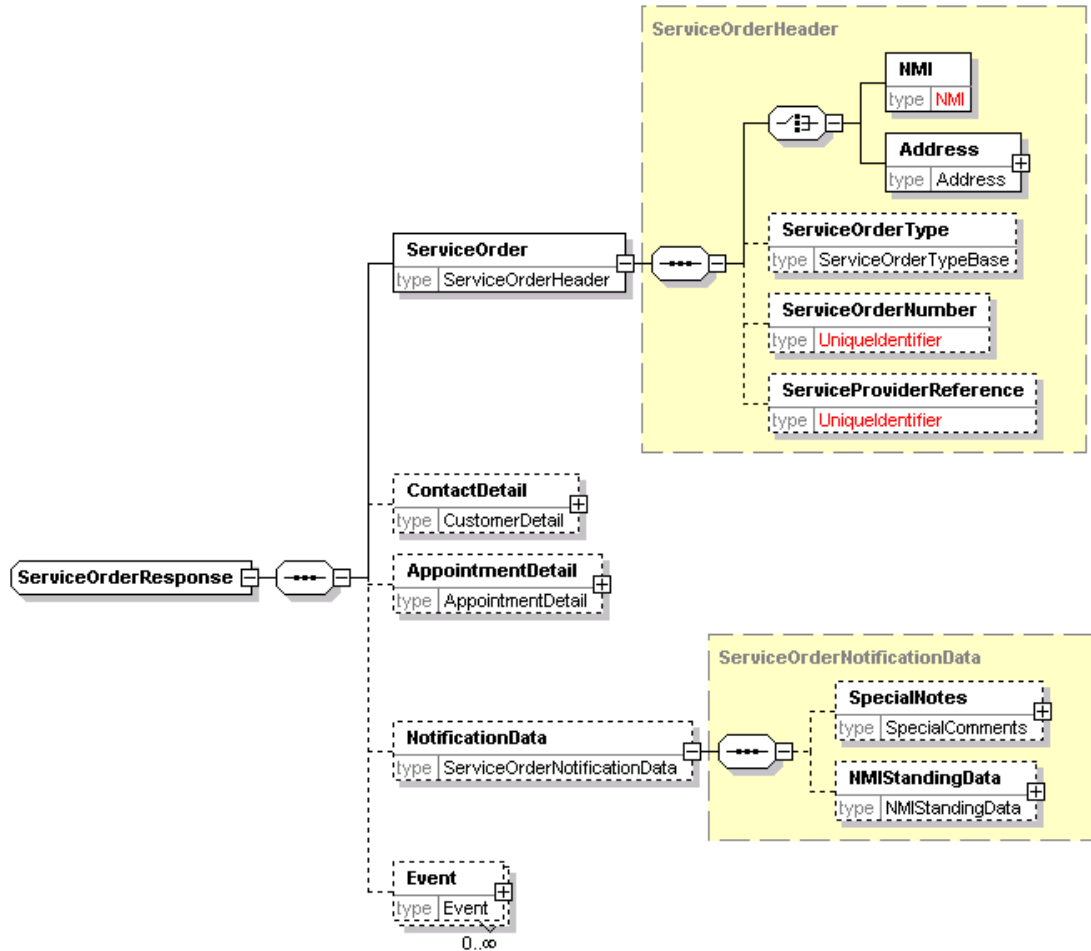 ServiceOrderHeader
NMI
type NMI
Address
type Address
ServiceOrder
type ServiceOrderHeader
ServiceOrderType
type ServiceOrderTypeBase
ServiceOrderNumber
type UniqueIdentifier
ServiceProviderReference
type UniqueIdentifier
ContactDetail
type CustomerDetail
ServiceOrderResponse
AppointmentDetail
type AppointmentDetail
ServiceOrderNotificationData
NotificationData
type ServiceOrderNotificationData
SpecialNotes
type SpecialComments
NMIStandingData
type NMIStandingData
Event
type Event
0..∞